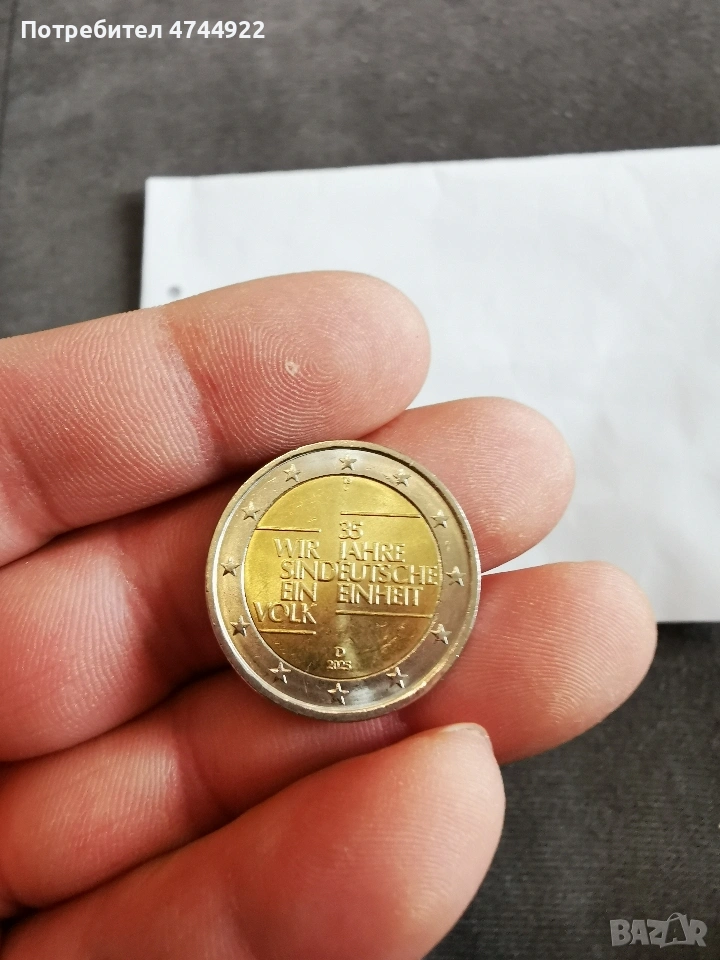 Потребител 4744922
35
WIR JAHRE
SINDEUTSCHE
EIN EINHEIT
VOLK
D
2025
BAZAR